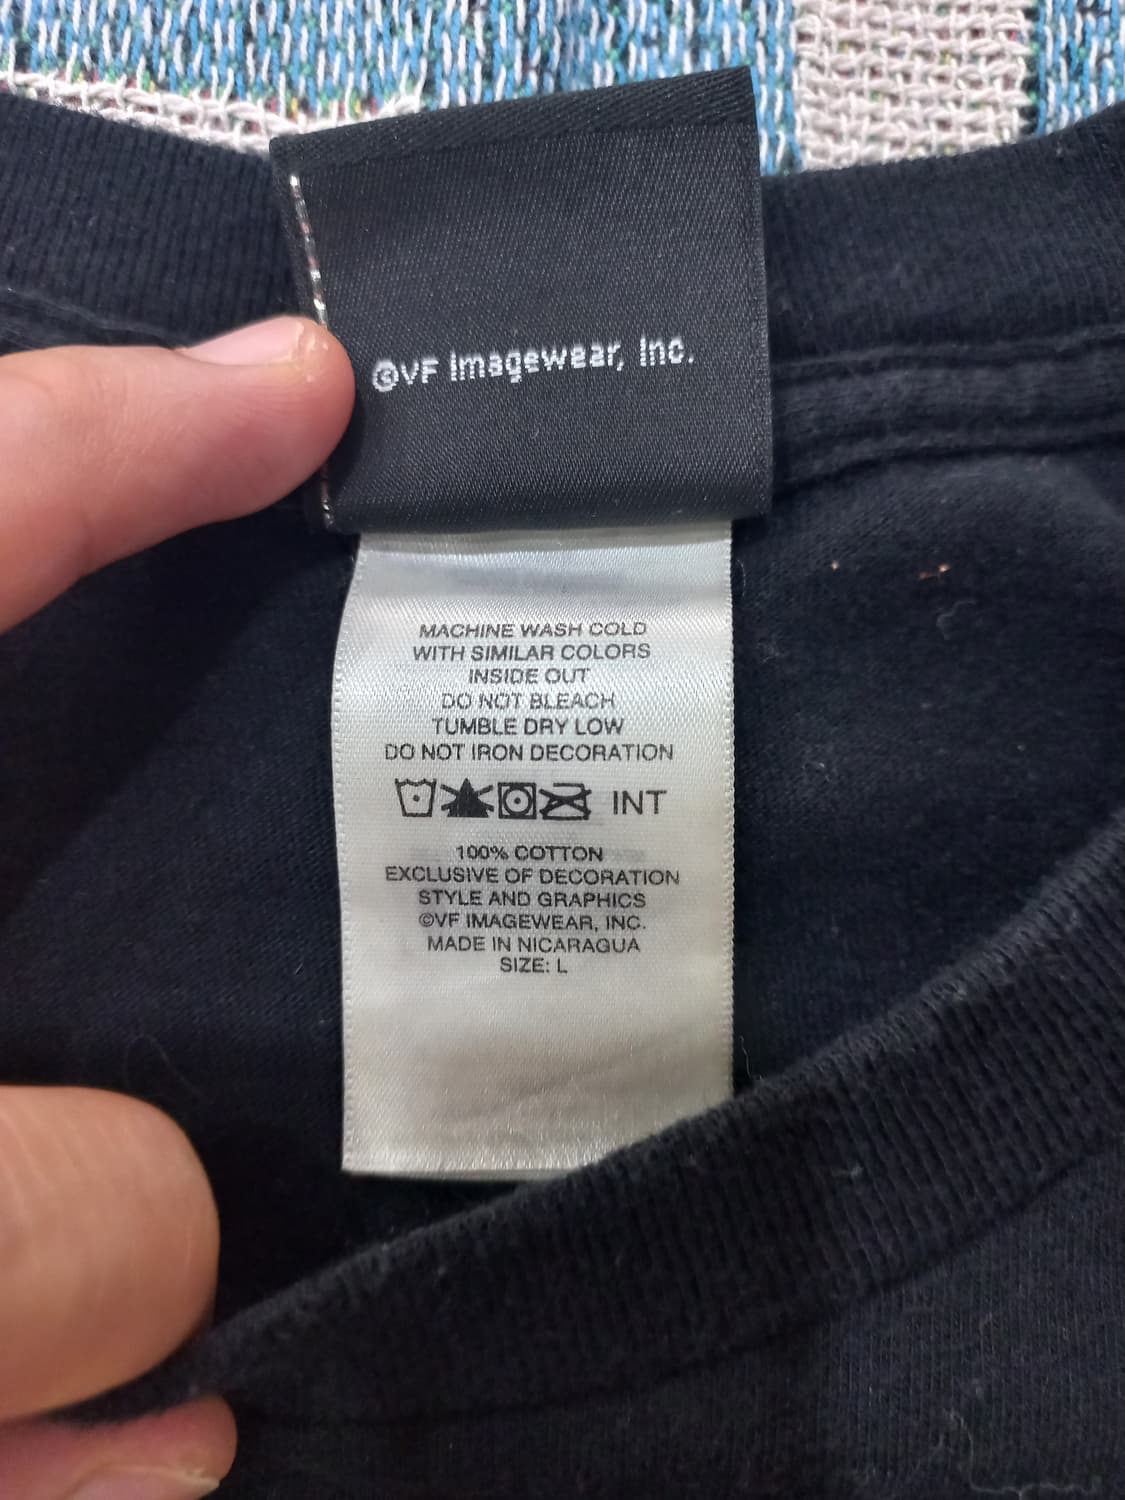 ©VF Imagewear, Inc.
MACHINE WASH COLD
WITH SIMILAR COLORS
INSIDE OUT
DO NOT BLEACH
TUMBLE DRY LOW
DO NOT IRON DECORATION
INT
100% COTTON
EXCLUSIVE OF DECORATION
STYLE AND GRAPHICS
©VF IMAGEWEAR, INC.
MADE IN NICARAGUA
SIZE: L